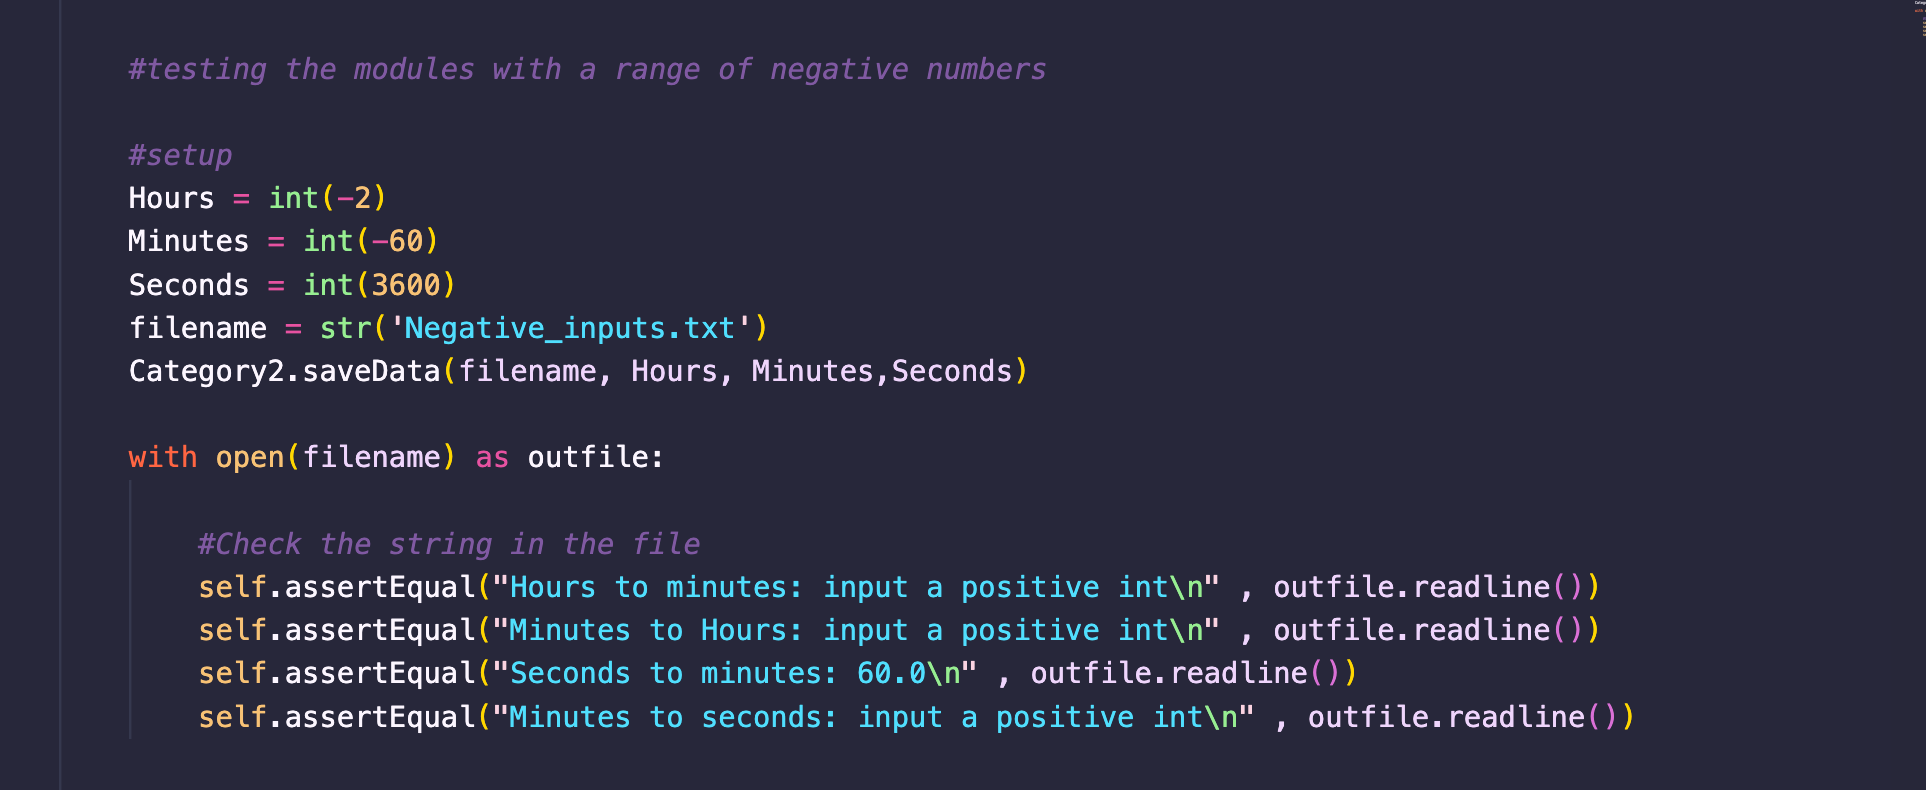 #testing the modules with a range of negative numbers
#setup
Hours = int(-2)
Minutes = int(-60)
Seconds = int(3600)
filename = str('Negative_inputs.txt')
Category2.saveData(filename, Hours, Minutes,Seconds)
with open(filename) as outfile:
#Check the string in the file
self.assertEqual("Hours to minutes: input a positive int\n" , outfile.readline())
self.assertEqual("Minutes to Hours: input a positive int\n" , outfile.readline())
self.assertEqual("Seconds to minutes: 60.0\n" , outfile.readline())
self.assertEqual("Minutes to seconds: input a positive int\n" , outfile.readline())